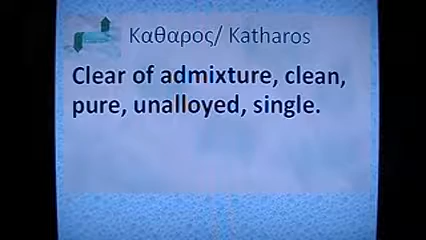 Καθαρος/ Katharos
Clear of admixture, clean,
pure, unalloyed, single.